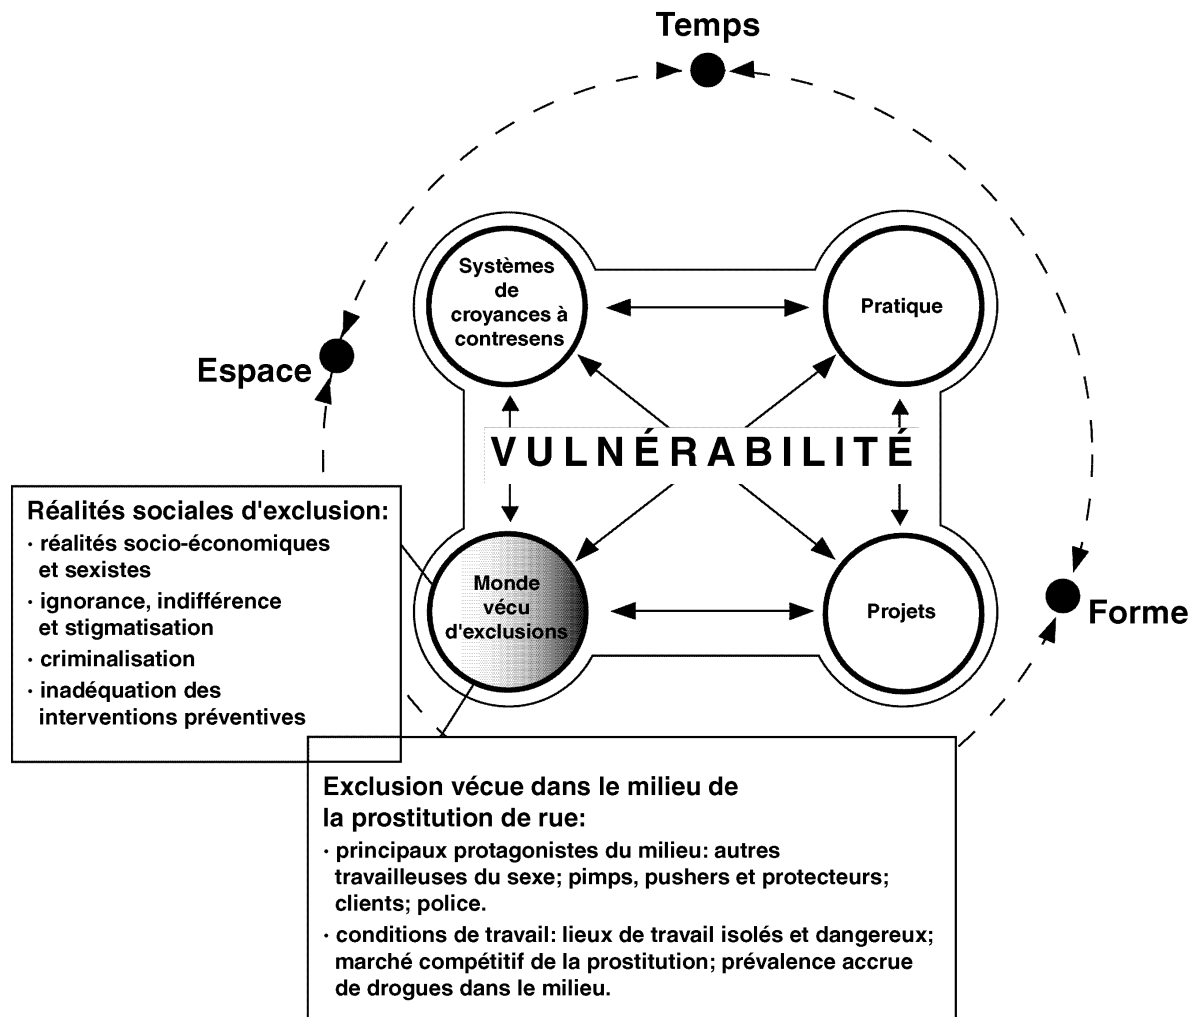 Temps
Systèmes
de
croyances à
contresens
Pratique
Espace
VULNÉRABILITÉ
Réalités sociales d'exclusion:
· réalités socio-économiques
et sexistes
· ignorance, indifférence
et stigmatisation
· criminalisation
· inadéquation des
interventions préventives
Monde
vécu
d'exclusions
Projets
Forme
Exclusion vécue dans le milieu de
la prostitution de rue:
· principaux protagonistes du milieu: autres
travailleuses du sexe; pimps, pushers et protecteurs;
clients; police.
· conditions de travail: lieux de travail isolés et dangereux;
marché compétitif de la prostitution; prévalence accrue
de drogues dans le milieu.